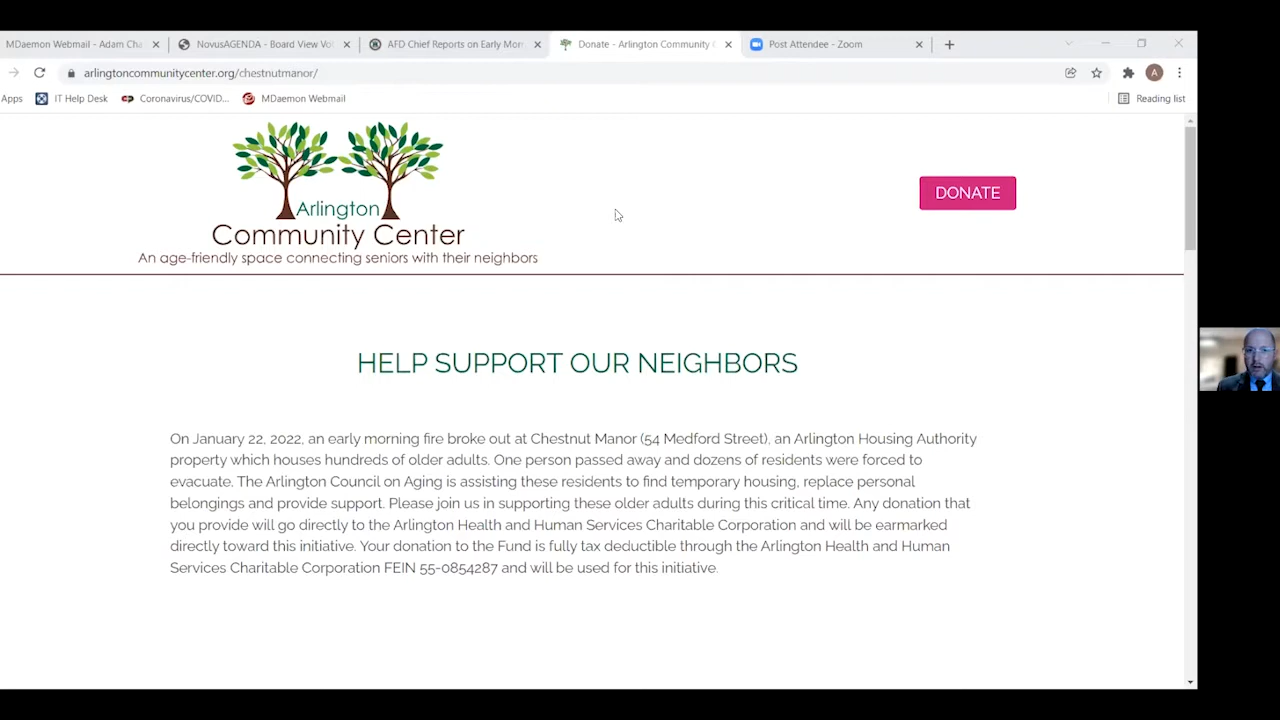 MDaemon Webmail - Adam Cha
NovusAGENDA - Board View Vo
AFD Chief Reports on Early Morn
Donate - Arlington Community C
Post Attendee - Zoom
arlingtoncommunitycenter.org/chestnutmanor/
A
Apps
IT Help Desk
Coronavirus/COVID...
MDaemon Webmail
Reading list
Arlington
Community Center
An age-friendly space connecting seniors with their neighbors
DONATE
HELP SUPPORT OUR NEIGHBORS
On January 22, 2022, an early morning fire broke out at Chestnut Manor (54 Medford Street), an Arlington Housing Authority
property which houses hundreds of older adults. One person passed away and dozens of residents were forced to
evacuate. The Arlington Council on Aging is assisting these residents to find temporary housing, replace personal
belongings and provide support. Please join us in supporting these older adults during this critical time. Any donation that
you provide will go directly to the Arlington Health and Human Services Charitable Corporation and will be earmarked
directly toward this initiative. Your donation to the Fund is fully tax deductible through the Arlington Health and Human
Services Charitable Corporation FEIN 55-0854287 and will be used for this initiative.